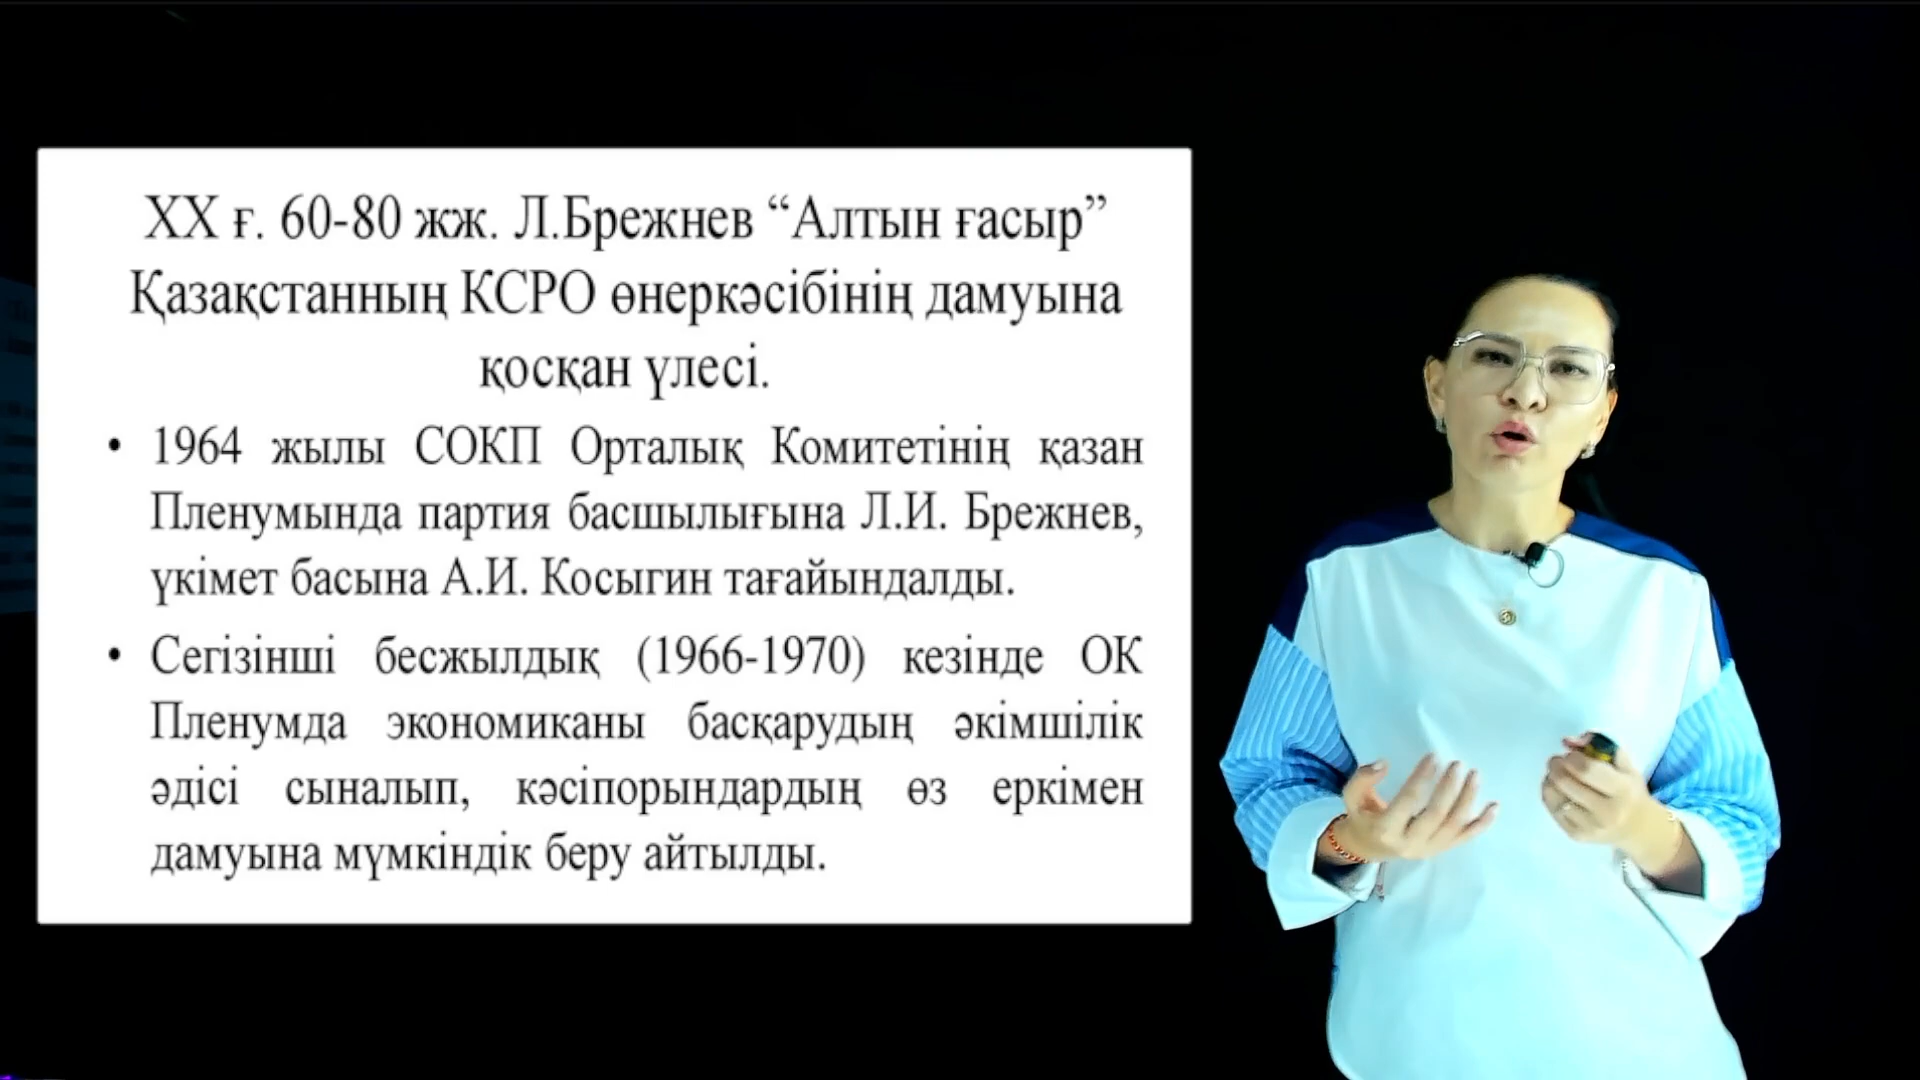 XX ғ. 60-80 жж. Л.Брежнев “Алтын ғасыр”
Қазақстанның КСРО өнеркәсібінің дамуына
қосқан үлесі.
• 1964 жылы СОКП Орталық Комитетінің қазан
Пленумында партия басшылығына Л.И. Брежнев,
үкімет басына А.И. Косыгин тағайындалды.
• Сегізінші бесжылдық (1966-1970) кезінде ОК
Пленумда экономиканы басқарудың әкімшілік
әдісі сыналып, кәсіпорындардың өз еркімен
дамуына мүмкіндік беру айтылды.